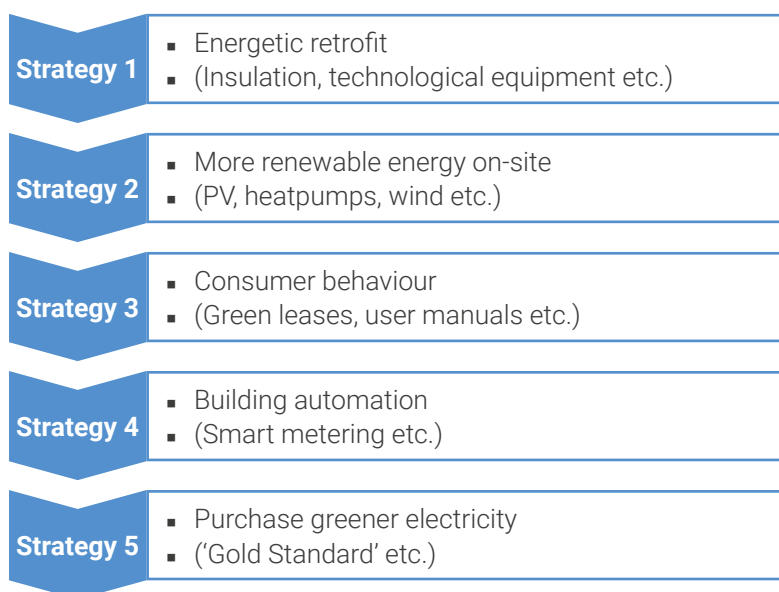 Strategy 1
▪ Energetic retrofit
▪ (Insulation, technological equipment etc.)
Strategy 2
▪ More renewable energy on-site
▪ (PV, heatpumps, wind etc.)
Strategy 3
▪ Consumer behaviour
▪ (Green leases, user manuals etc.)
Strategy 4
▪ Building automation
▪ (Smart metering etc.)
Strategy 5
▪ Purchase greener electricity
▪ (‘Gold Standard’ etc.)